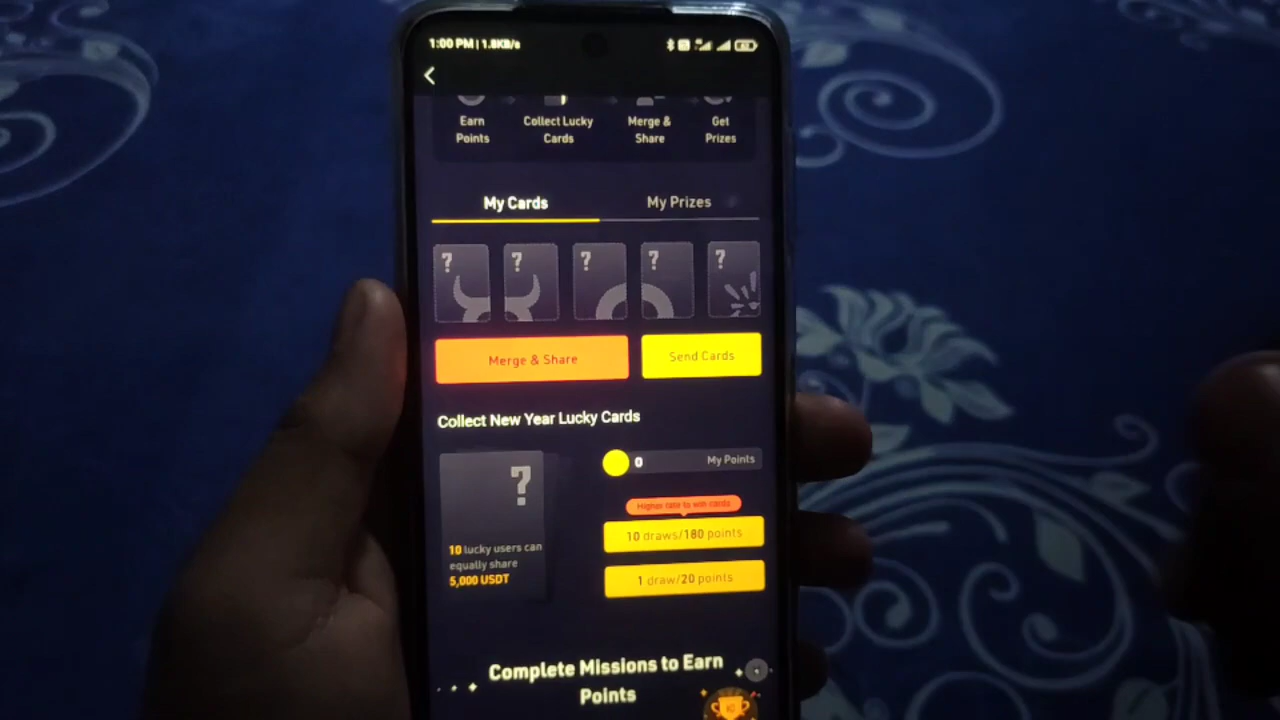 1:00 PM | 1.8KB/s
Earn Points
Collect Lucky Cards
Merge & Share
Get Prizes
My Cards
My Prizes
?
?
?
?
?
Merge & Share
Send Cards
Collect New Year Lucky Cards
?
10 lucky users can
equally share
5,000 USDT
0
My Points
Higher rate to win cards
10 draws/180 points
1 draw/20 points
Complete Missions to Earn
Points